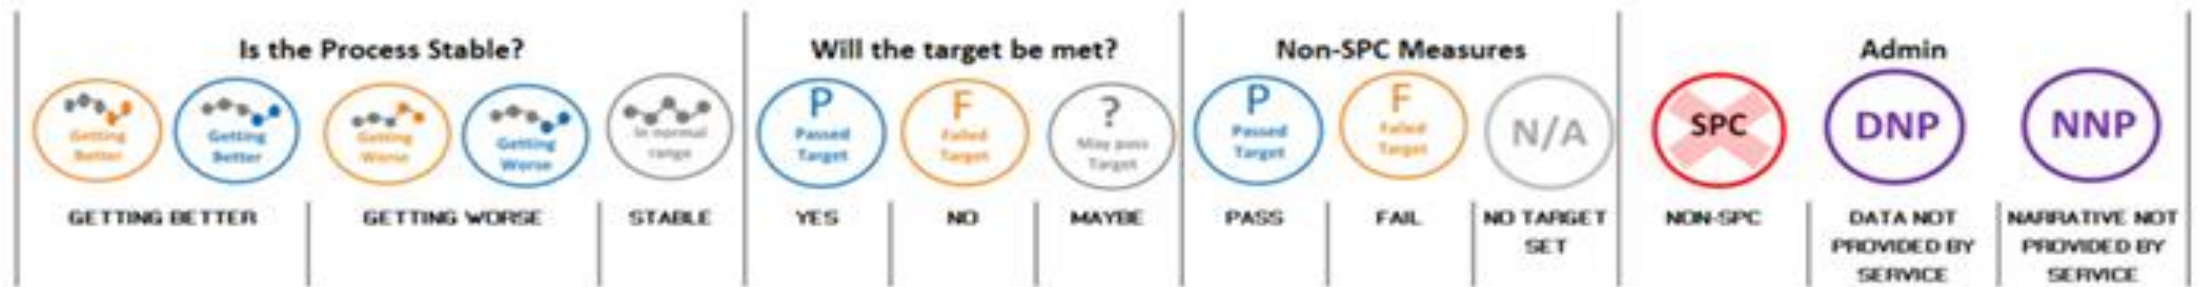 Is the Process Stable?
Will the target be met?
Non-SPC Measures
Admin
Getting
Better
Getting
Better
Getting
Worse
Getting
Worse
In normal
range
P
Passed
Target
F
Failed
Target
?
May pass
Target
P
Passed
Target
F
Failed
Target
N/A
SPC
DNP
NNP
GETTING BETTER
GETTING WORSE
STABLE
YES
NO
MAYBE
PASS
FAIL
NO TARGET
SET
NON-SPC
DATA NOT
PROVIDED BY
SERVICE
NARRATIVE NOT
PROVIDED BY
SERVICE